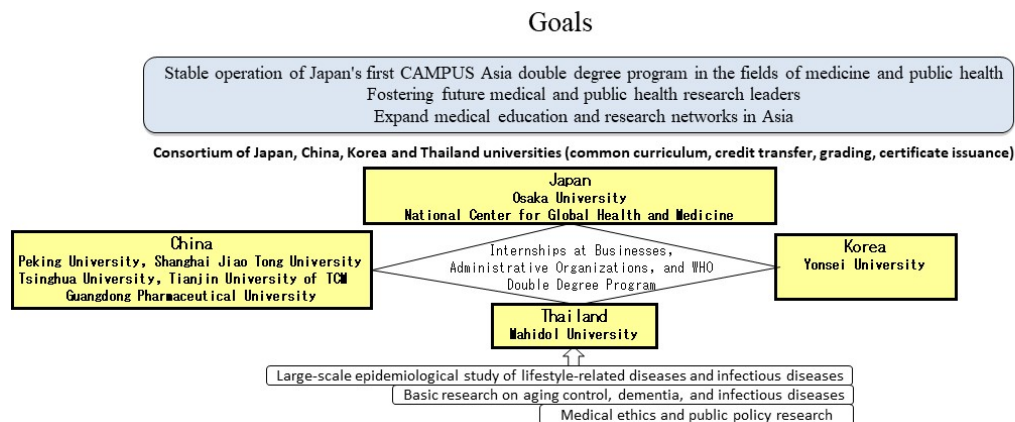 Goals
Stable operation of Japan's first CAMPUS Asia double degree program in the fields of medicine and public health
Fostering future medical and public health research leaders
Expand medical education and research networks in Asia
Consortium of Japan, China, Korea and Thailand universities (common curriculum, credit transfer, grading, certificate issuance)
Japan
Osaka University
National Center for Global Health and Medicine
China
Peking University, Shanghai Jiao Tong University
Tsinghua University, Tianjin University of TCM
Guangdong Pharmaceutical University
Internships at Businesses,
Administrative Organizations, and WHO
Double Degree Program
Korea
Yonsei University
Thailand
Mahidol University
Large-scale epidemiological study of lifestyle-related diseases and infectious diseases
Basic research on aging control, dementia, and infectious diseases
Medical ethics and public policy research